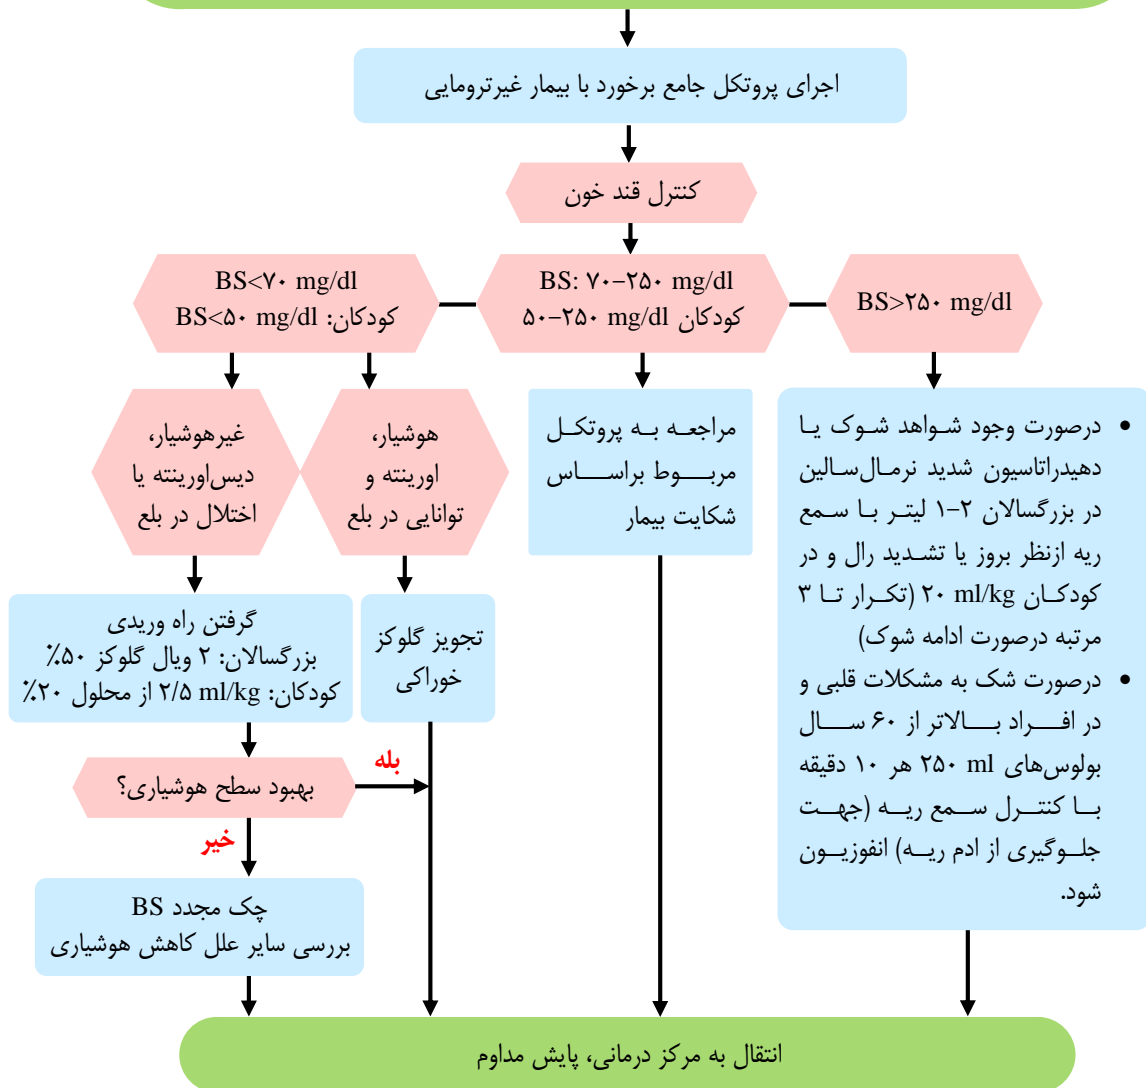 اجرای پروتکل جامع برخورد با بیمار غیرترومایی
کنترل قند خون
BS>۲۵۰ mg/dl
BS: ۷۰–۲۵۰ mg/dl
کودکان ۵۰–۲۵۰ mg/dl
BS<۷۰ mg/dl
کودکان: BS<۵۰ mg/dl
• درصورت وجود شواهد شوک یا
دهیدراتاسیون شدید نرمال‌سالین
در بزرگسالان ۲–۱ لیتر با سمع
ریه ازنظر بروز یا تشدید رال و در
کودکان ۲۰ ml/kg (تکرار تا ۳
مرتبه درصورت ادامه شوک)
• درصورت شک به مشکلات قلبی و
در افراد بالاتر از ۶۰ سال
بولوس‌های ۲۵۰ ml هر ۱۰ دقیقه
با کنترل سمع ریه (جهت
جلوگیری از ادم ریه) انفوزیون
شود.
مراجعه به پروتکل
مربوط براساس
شکایت بیمار
هوشیار،
اورینته و
توانایی در بلع
غیرهوشیار،
دیس‌اورینته یا
اختلال در بلع
تجویز گلوکز
خوراکی
گرفتن راه وریدی
بزرگسالان: ۲ ویال گلوکز ۵۰٪
کودکان: ۲/۵ ml/kg از محلول ۲۰٪
بهبود سطح هوشیاری؟
بله
خیر
چک مجدد BS
بررسی سایر علل کاهش هوشیاری
انتقال به مرکز درمانی، پایش مداوم